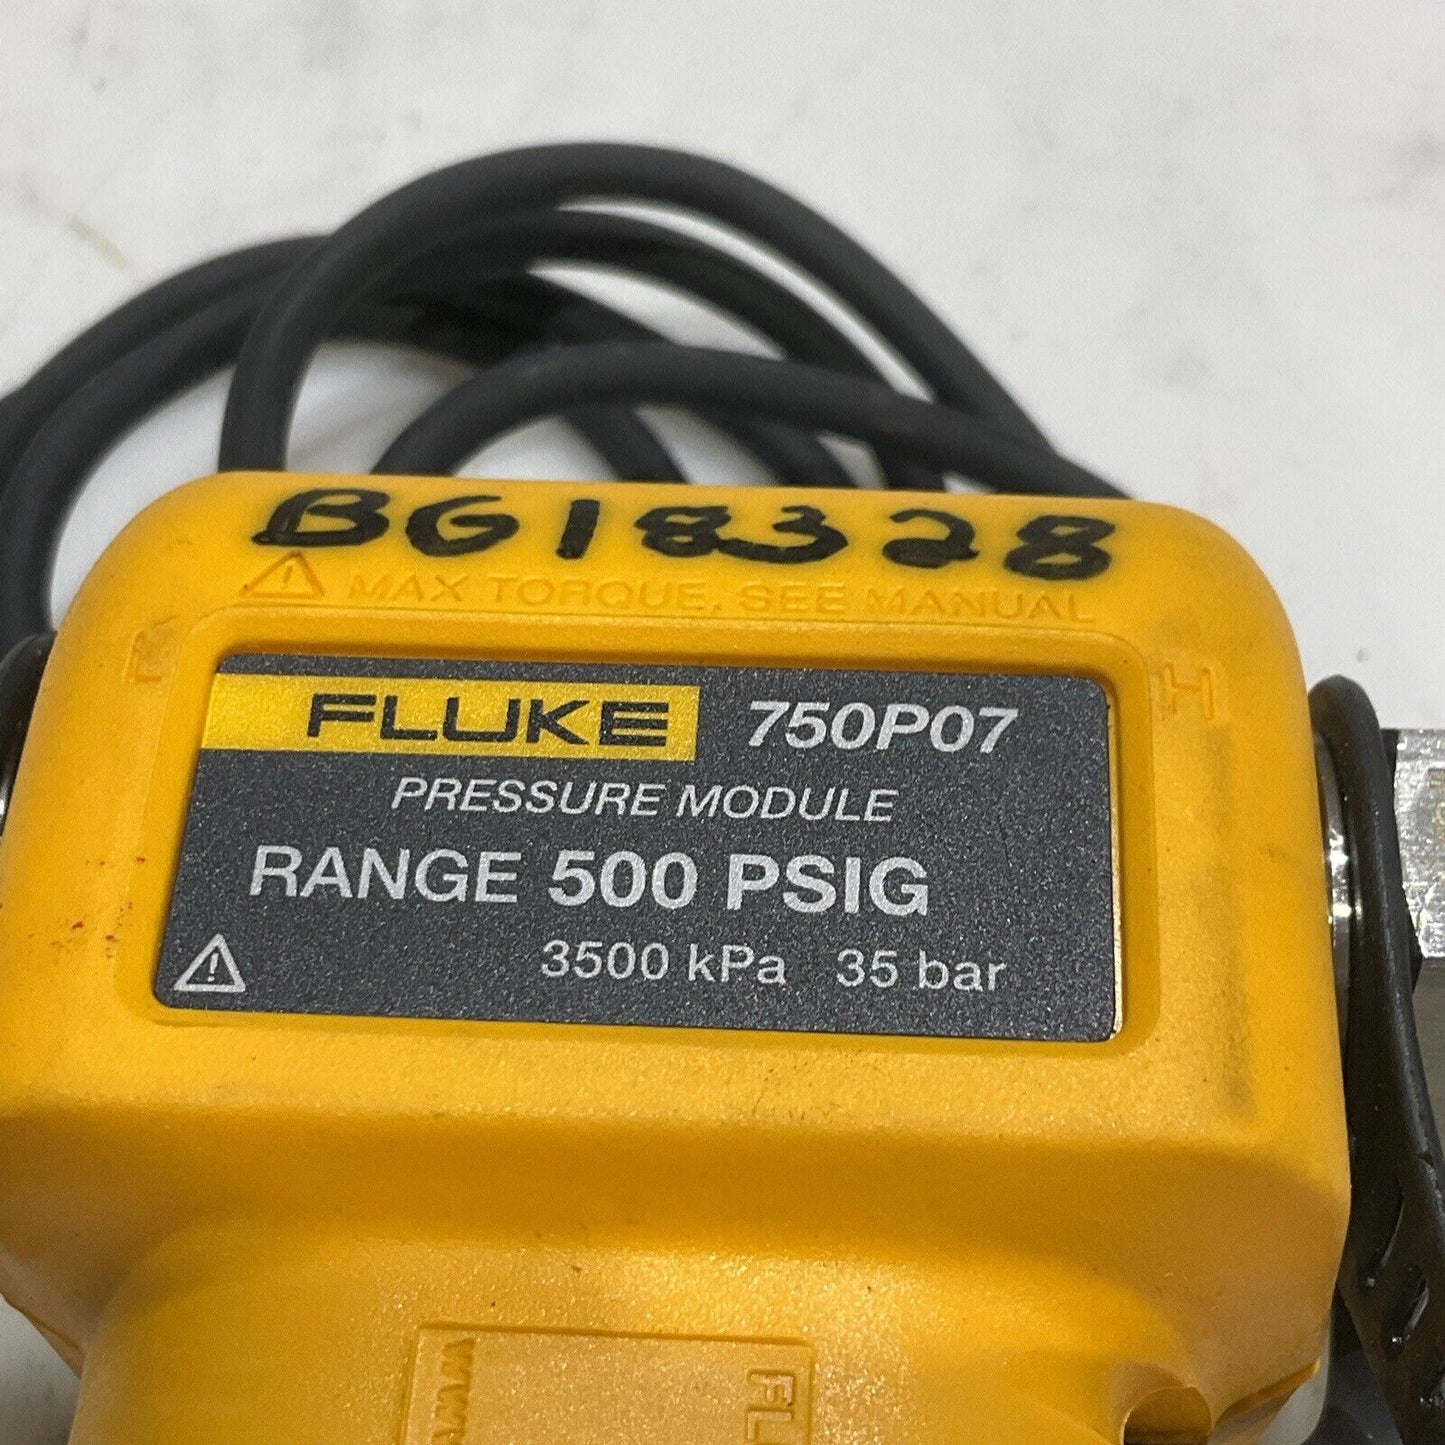 BG18328
MAX TORQUE, SEE MANUAL
L H
FLUKE 750P07
PRESSURE MODULE
RANGE 500 PSIG
3500 kPa 35 bar